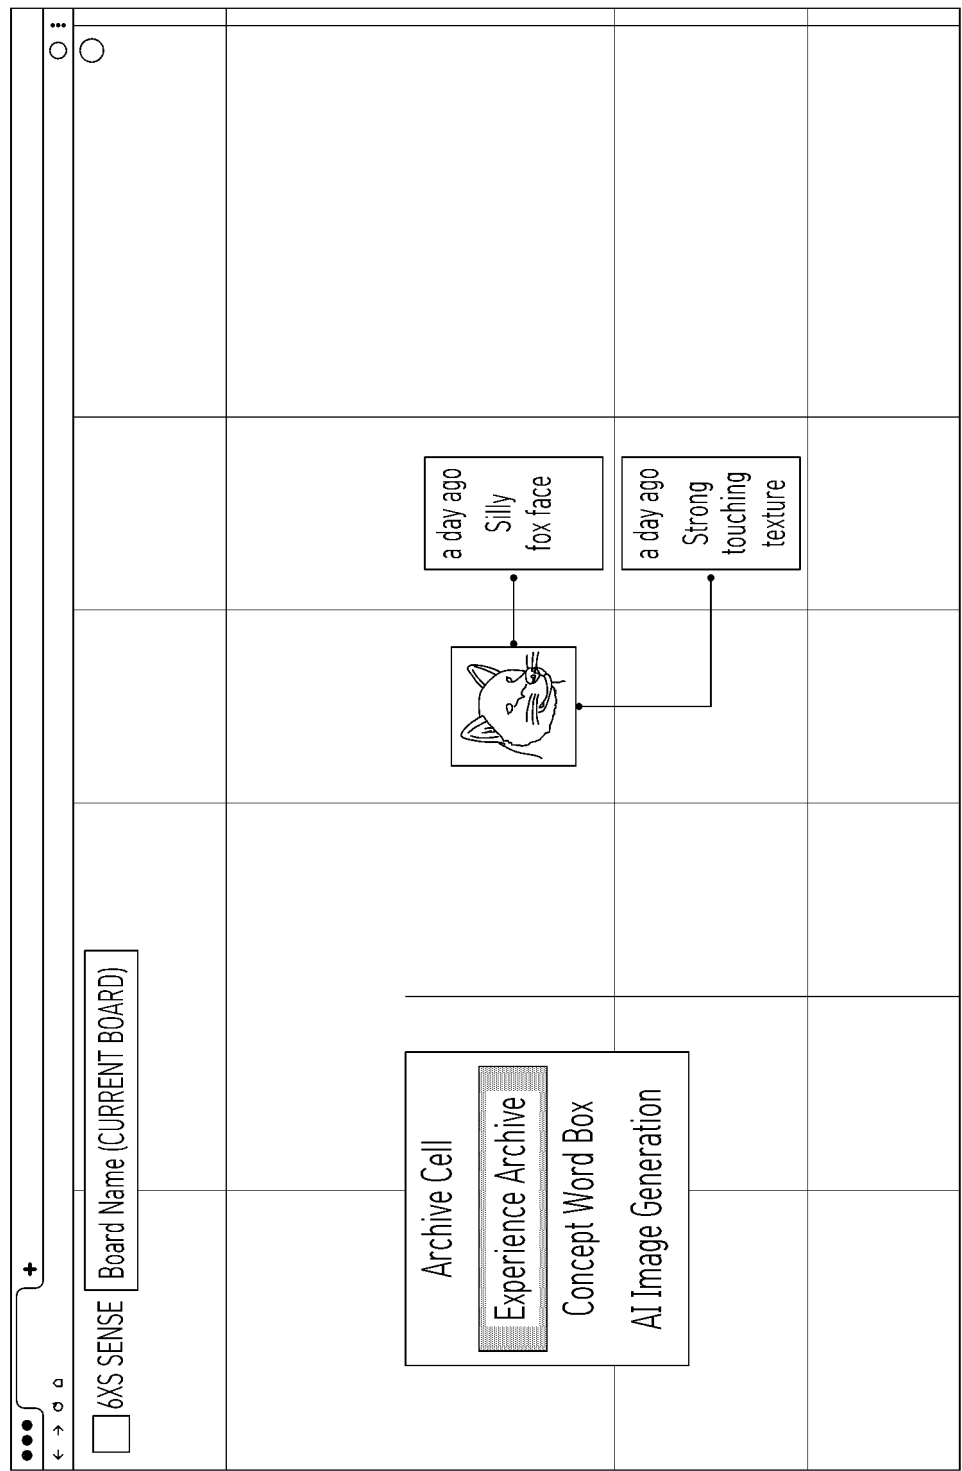 6XS SENSE
Board Name (CURRENT BOARD)
Archive Cell
Experience Archive
Concept Word Box
AI Image Generation
a day ago
Silly
fox face
a day ago
Strong
touching
texture